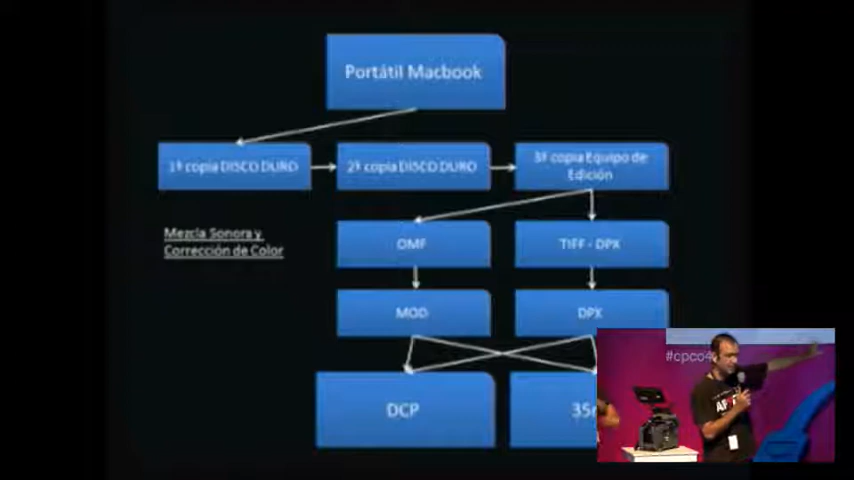 Portátil Macbook
1ª copia DISCO DURO
2ª copia DISCO DURO
3ª copia Equipo de
Edición
Mezcla Sonora y
Corrección de Color
OMF
TIFF - DPX
MOD
DPX
DCP
#cpco4